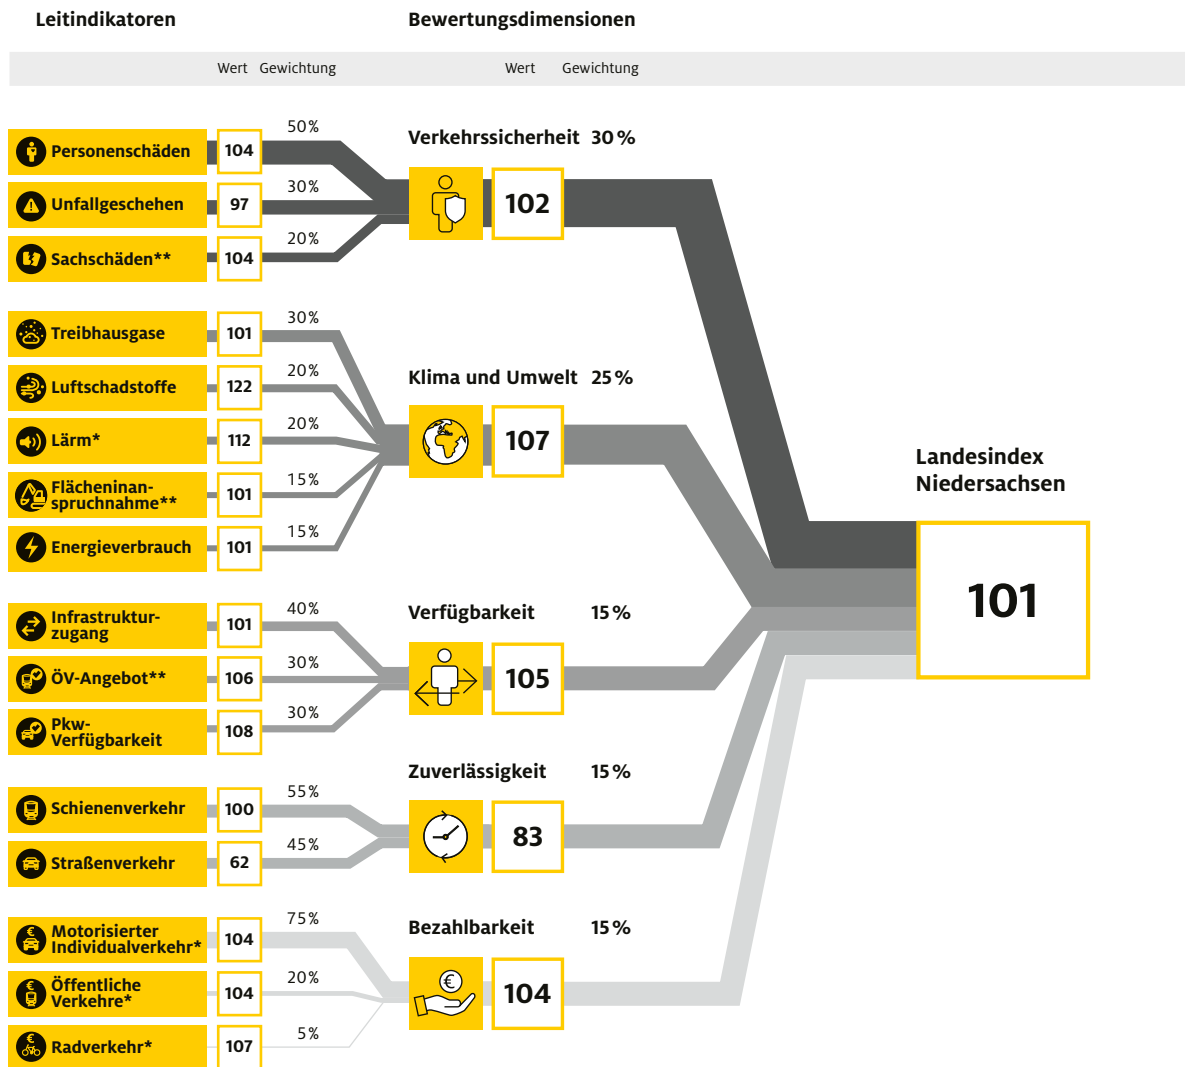 Leitindikatoren
Bewertungsdimensionen
Wert Gewichtung
Wert Gewichtung
Personenschäden 104 50 %
Unfallgeschehen 97 30 %
Sachschäden** 104 20 %
Verkehrssicherheit 30 %
102
Treibhausgase 101 30 %
Luftschadstoffe 122 20 %
Lärm* 112 20 %
Flächeninan-
spruchnahme** 101 15 %
Energieverbrauch 101 15 %
Klima und Umwelt 25 %
107
Infrastruktur-
zugang 101 40 %
ÖV-Angebot** 106 30 %
Pkw-
Verfügbarkeit 108 30 %
Verfügbarkeit 15 %
105
Schienenverkehr 100 55 %
Straßenverkehr 62 45 %
Zuverlässigkeit 15 %
83
Motorisierter
Individualverkehr* 104 75 %
Öffentliche
Verkehre* 104 20 %
Radverkehr* 107 5 %
Bezahlbarkeit 15 %
€
104
Landesindex
Niedersachsen
101